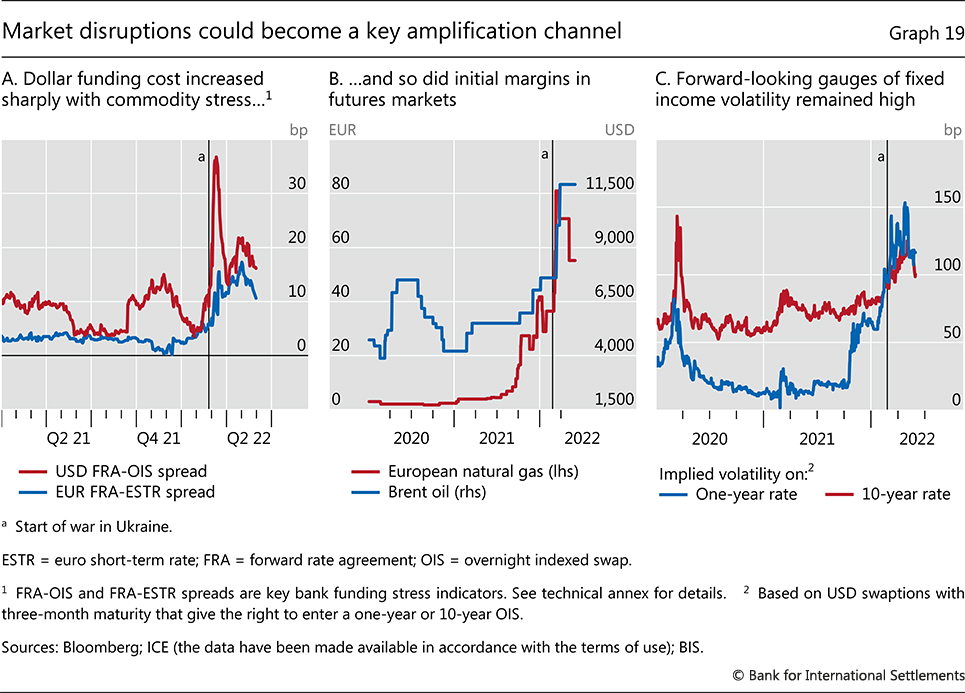 Market disruptions could become a key amplification channel
Graph 19
A. Dollar funding cost increased
sharply with commodity stress…1
bp
a
30
20
10
0
Q2 21
Q4 21
Q2 22
USD FRA-OIS spread
EUR FRA-ESTR spread
B. …and so did initial margins in
futures markets
EUR
USD
a
80
60
40
20
0
11,500
9,000
6,500
4,000
1,500
2020
2021
2022
European natural gas (lhs)
Brent oil (rhs)
C. Forward-looking gauges of fixed
income volatility remained high
bp
a
150
100
50
0
2020
2021
2022
Implied volatility on:2
One-year rate
10-year rate
a Start of war in Ukraine.
ESTR = euro short-term rate; FRA = forward rate agreement; OIS = overnight indexed swap.
1 FRA-OIS and FRA-ESTR spreads are key bank funding stress indicators. See technical annex for details. 2 Based on USD swaptions with
three-month maturity that give the right to enter a one-year or 10-year OIS.
Sources: Bloomberg; ICE (the data have been made available in accordance with the terms of use); BIS.
© Bank for International Settlements